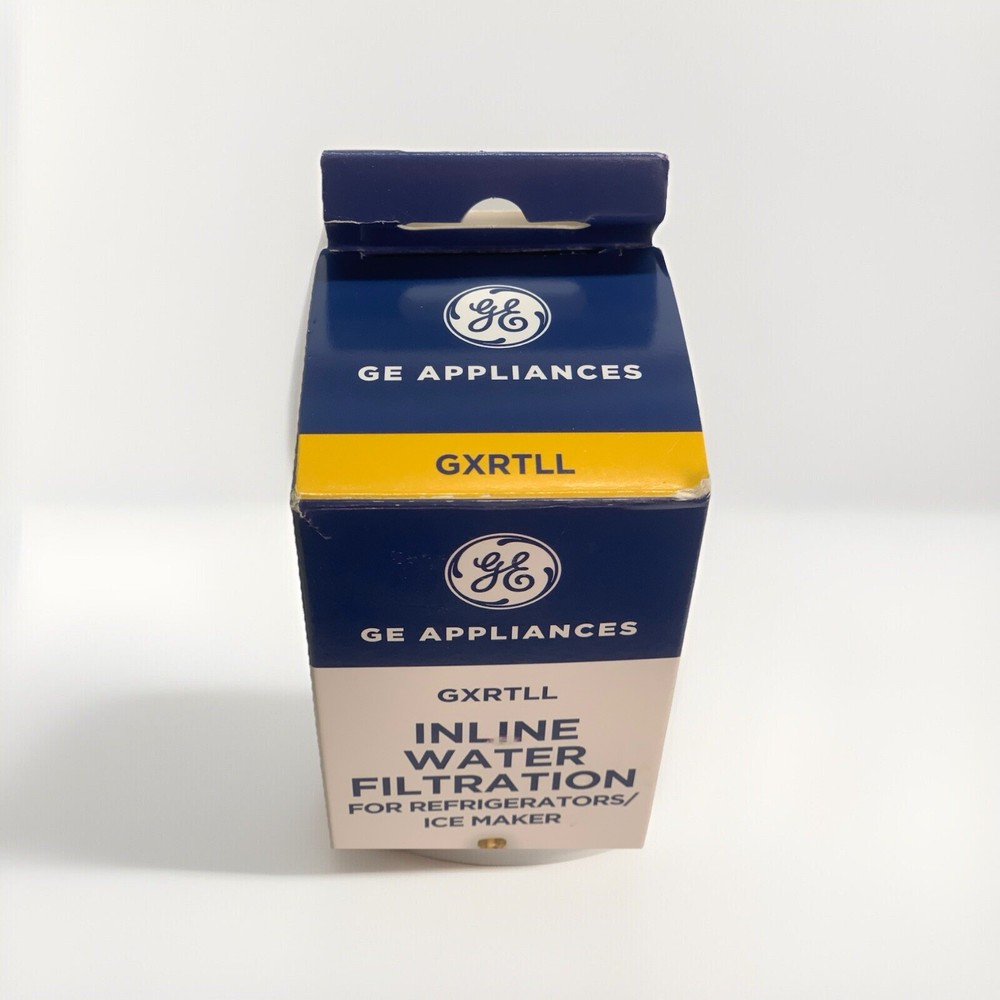 GE
GE APPLIANCES
GXRTLL
GE
GE APPLIANCES
GXRTLL
INLINE
WATER
FILTRATION
FOR REFRIGERATORS/
ICE MAKER